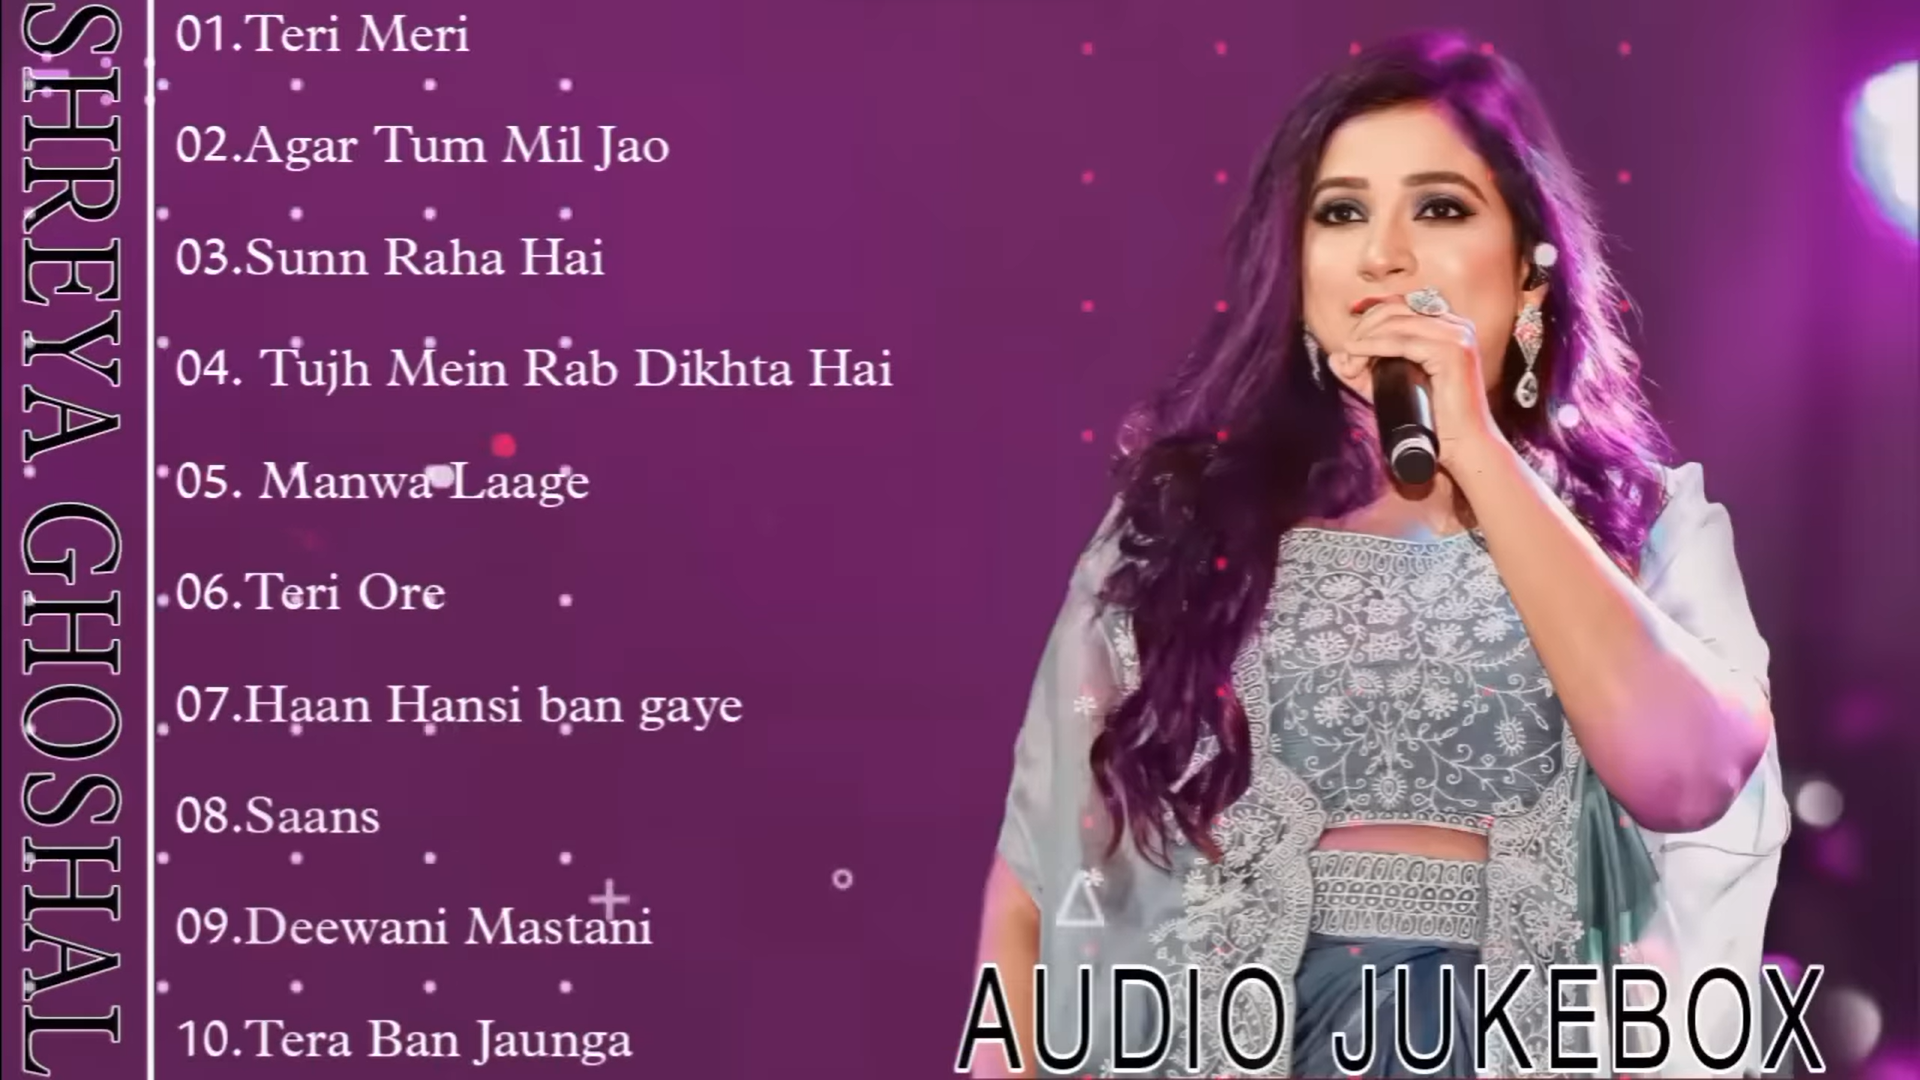 SHREYA GHOSHAL
01.Teri Meri
02.Agar Tum Mil Jao
03.Sunn Raha Hai
04. Tujh Mein Rab Dikhta Hai
05. Manwa Laage
06.Teri Ore
07.Haan Hansi ban gaye
08.Saans
09.Deewani Mastani
10.Tera Ban Jaunga
AUDIO JUKEBOX